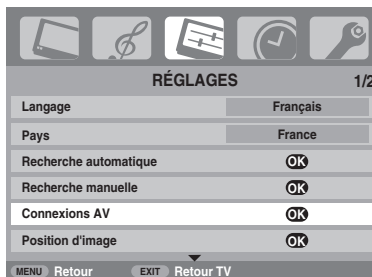 RÉGLAGES 1/2
Langage Français
Pays France
Recherche automatique OK
Recherche manuelle OK
Connexions AV OK
Position d'image OK
MENU Retour EXIT Retour TV